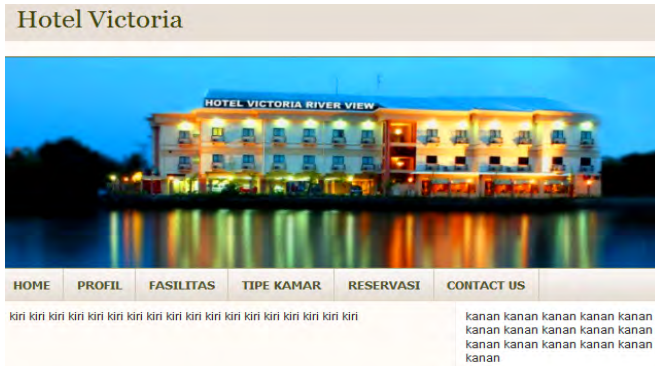 Hotel Victoria
HOTEL VICTORIA RIVER VIEW
HOME PROFIL FASILITAS TIPE KAMAR RESERVASI CONTACT US
kiri kiri kiri kiri kiri kiri kiri kiri kiri kiri kiri kiri kiri kiri kiri kiri kiri kiri
kanan kanan kanan kanan kanan
kanan kanan kanan kanan kanan
kanan kanan kanan kanan kanan
kanan